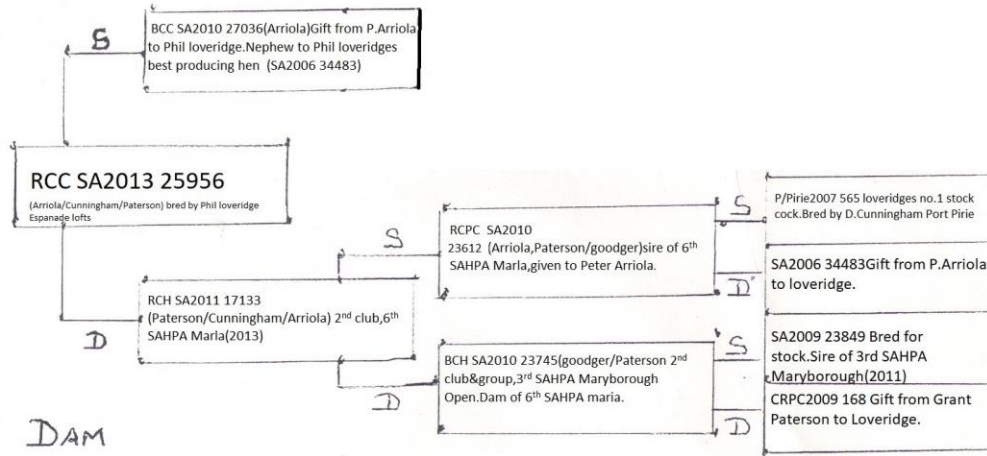 S
BCC SA2010 27036(Arriola)Gift from P.Arriola
to Phil loveridge.Nephew to Phil loveridges
best producing hen (SA2006 34483)
RCC SA2013 25956
(Arriola/Cunningham/Paterson) bred by Phil loveridge
Espanade lofts
D
RCH SA2011 17133
(Paterson/Cunningham/Arriola) 2nd club,6th
SAHPA Marla(2013)
S
RCPC SA2010
23612 (Arriola,Paterson/goodger)sire of 6th
SAHPA Marla,given to Peter Arriola.
D
BCH SA2010 23745(goodger/Paterson 2nd
club&group,3rd SAHPA Maryborough
Open.Dam of 6th SAHPA maria.
S
P/Pirie2007 565 loveridges no.1 stock
cock.Bred by D.Cunningham Port Pirie
D
SA2006 34483Gift from P.Arriola
to loveridge.
S
SA2009 23849 Bred for
stock.Sire of 3rd SAHPA
Maryborough(2011)
D
CRPC2009 168 Gift from Grant
Paterson to Loveridge.
DAM